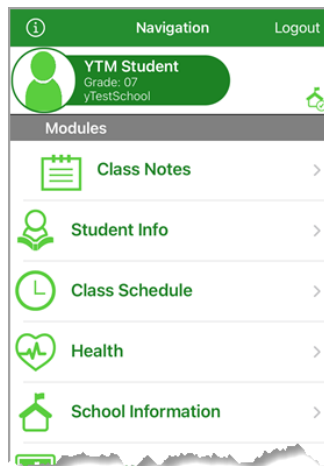 Navigation
Logout
YTM Student
Grade: 07
yTestSchool
Modules
Class Notes
Student Info
Class Schedule
Health
School Information